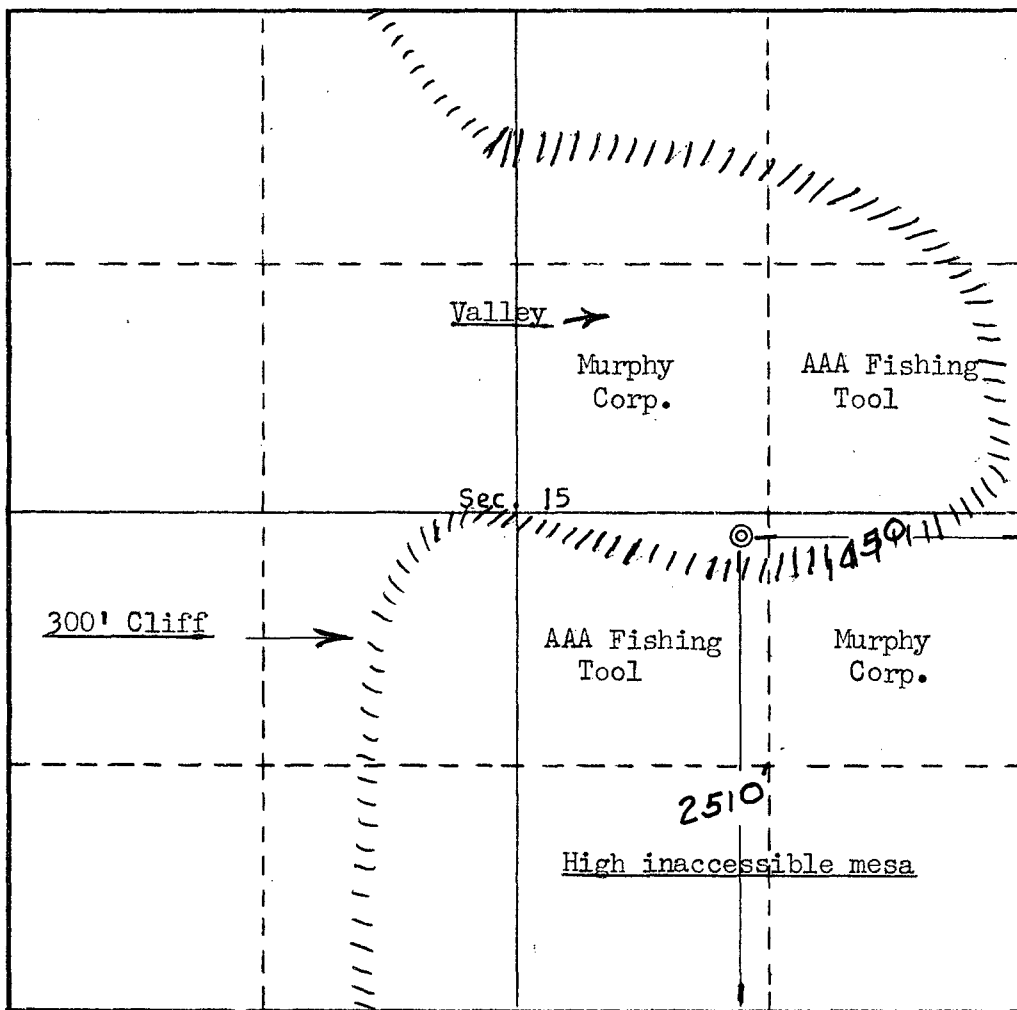 Valley
Murphy
Corp.
AAA Fishing
Tool
Sec. 15
450
300' Cliff
AAA Fishing
Tool
Murphy
Corp.
2510'
High inaccessible mesa